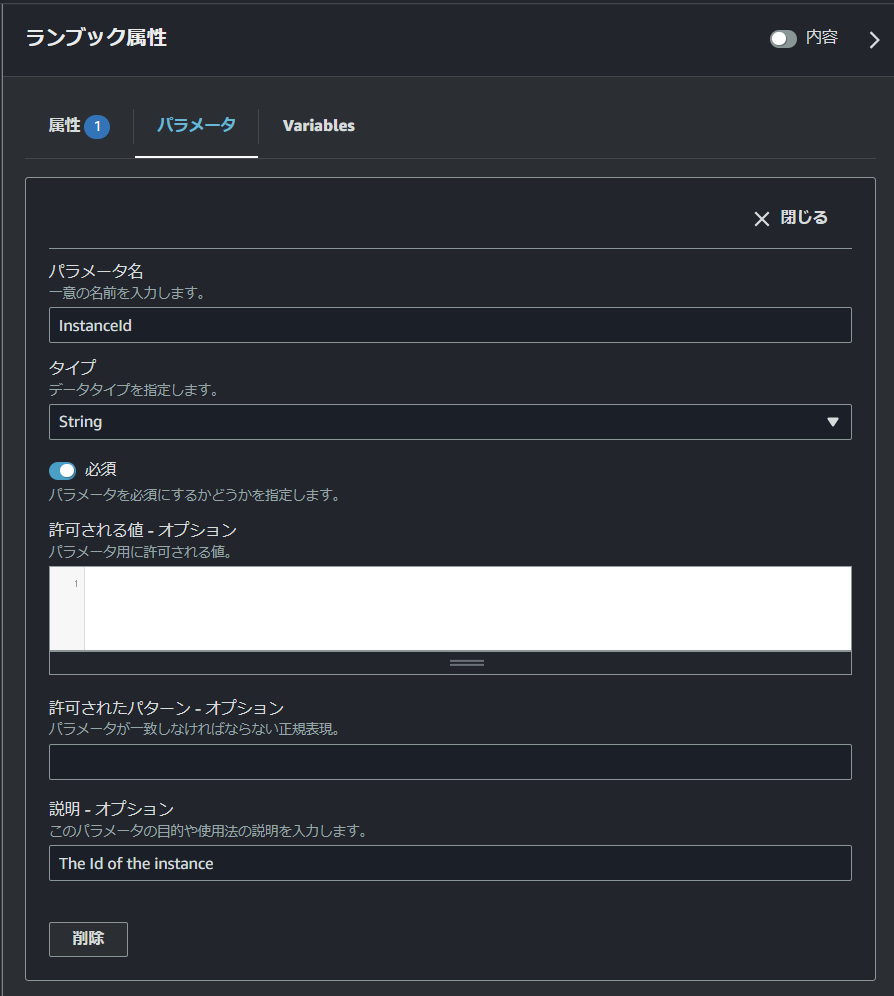 ランブック属性
内容
属性 1 パラメータ Variables
閉じる
パラメータ名
一意の名前を入力します。
InstanceId
タイプ
データタイプを指定します。
String
必須
パラメータを必須にするかどうかを指定します。
許可される値 - オプション
パラメータ用に許可される値。
1
許可されたパターン - オプション
パラメータが一致しなければならない正規表現。
説明 - オプション
このパラメータの目的や使用法の説明を入力します。
The Id of the instance
削除